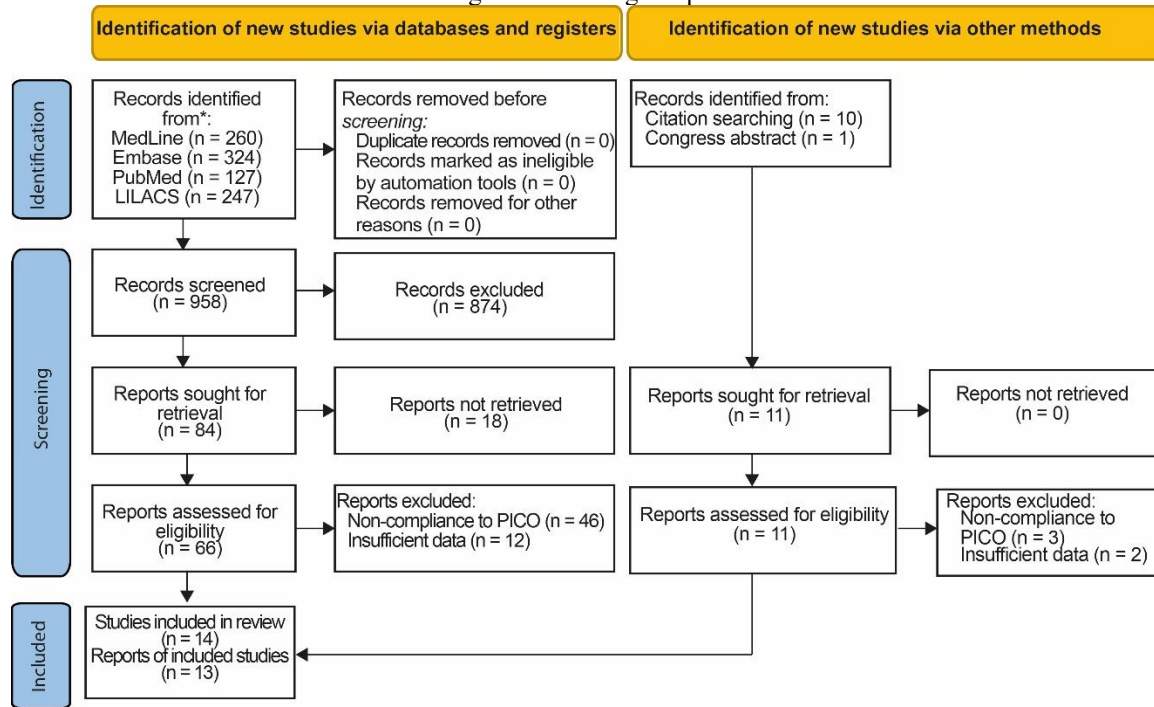 Identification of new studies via databases and registers
Identification of new studies via other methods
Identification
Records identified
from*:
MedLine (n = 260)
Embase (n = 324)
PubMed (n = 127)
LILACS (n = 247)
Records removed before
screening:
Duplicate records removed (n = 0)
Records marked as ineligible
by automation tools (n = 0)
Records removed for other
reasons (n = 0)
Records identified from:
Citation searching (n = 10)
Congress abstract (n = 1)
Screening
Records screened
(n = 958)
Records excluded
(n = 874)
Reports sought for
retrieval
(n = 84)
Reports not retrieved
(n = 18)
Reports sought for retrieval
(n = 11)
Reports not retrieved
(n = 0)
Reports assessed for
eligibility
(n = 66)
Reports excluded:
Non-compliance to PICO (n = 46)
Insufficient data (n = 12)
Reports assessed for eligibility
(n = 11)
Reports excluded:
Non-compliance to
PICO (n = 3)
Insufficient data (n = 2)
Included
Studies included in review
(n = 14)
Reports of included studies
(n = 13)